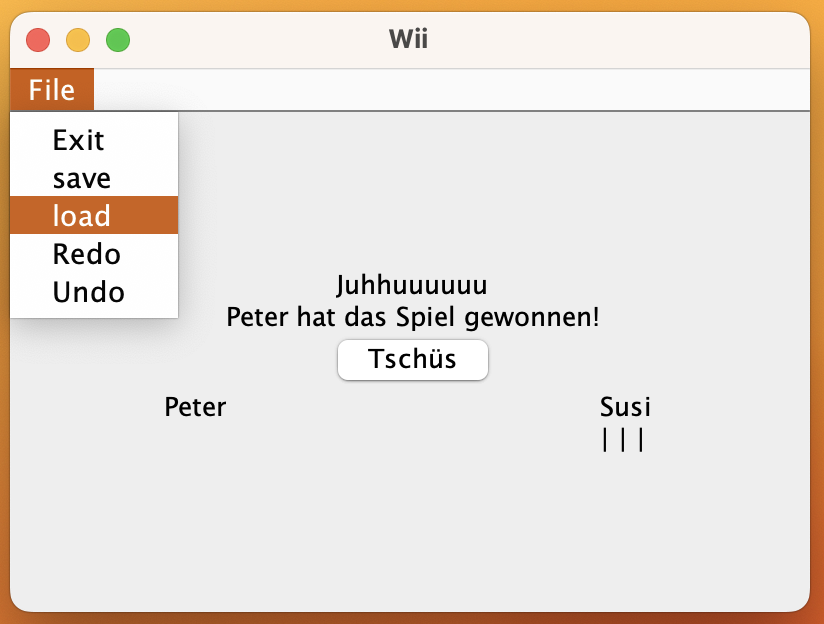 Wii
File
Exit
save
load
Redo
Undo
Juhhuuuuuu
Peter hat das Spiel gewonnen!
Tschüs
Peter Susi
| | |